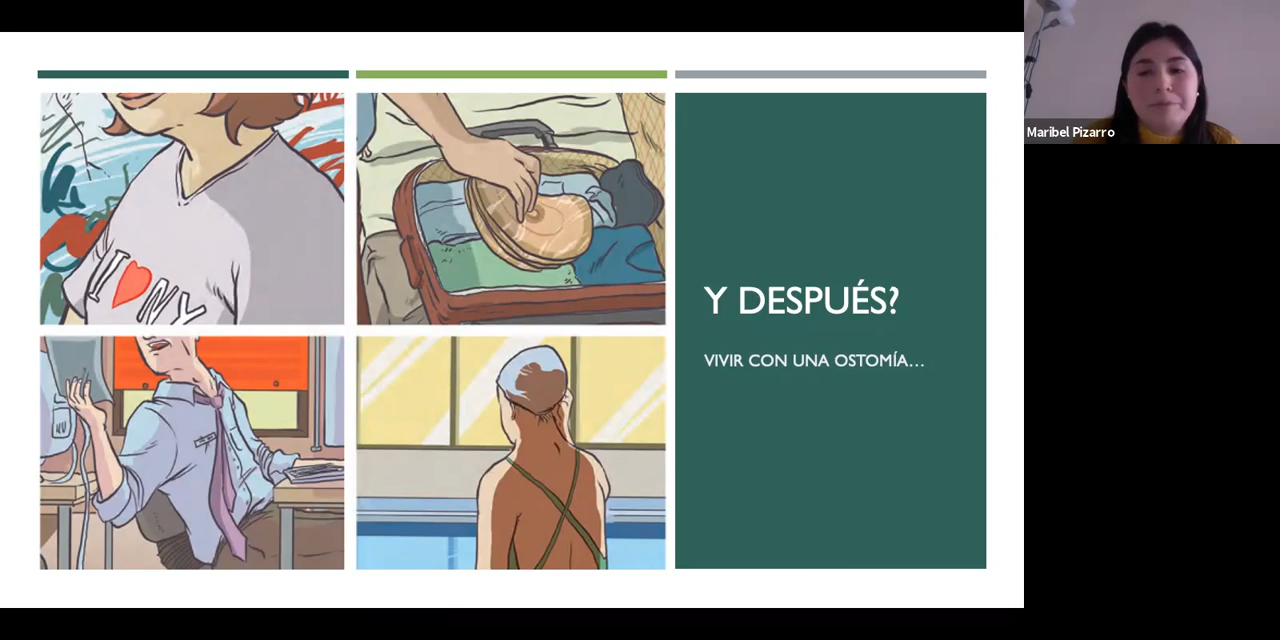 I ❤ NY
Y DESPUÉS?
VIVIR CON UNA OSTOMÍA…
Maribel Pizarro